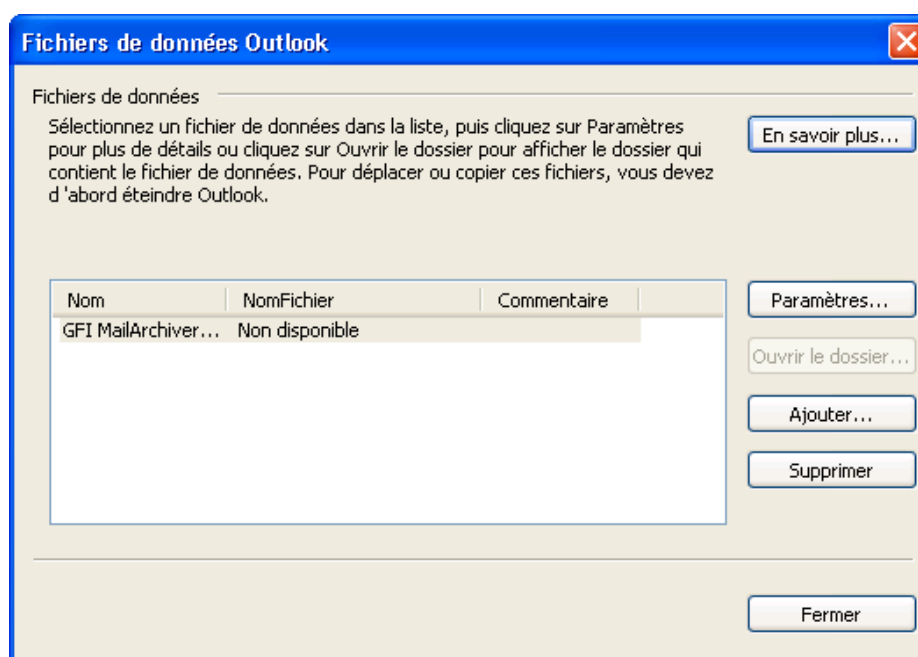 Fichiers de données Outlook
Fichiers de données
Sélectionnez un fichier de données dans la liste, puis cliquez sur Paramètres
pour plus de détails ou cliquez sur Ouvrir le dossier pour afficher le dossier qui
contient le fichier de données. Pour déplacer ou copier ces fichiers, vous devez
d 'abord éteindre Outlook.
En savoir plus...
Nom NomFichier Commentaire
GFI MailArchiver... Non disponible
Paramètres...
Ouvrir le dossier...
Ajouter...
Supprimer
Fermer